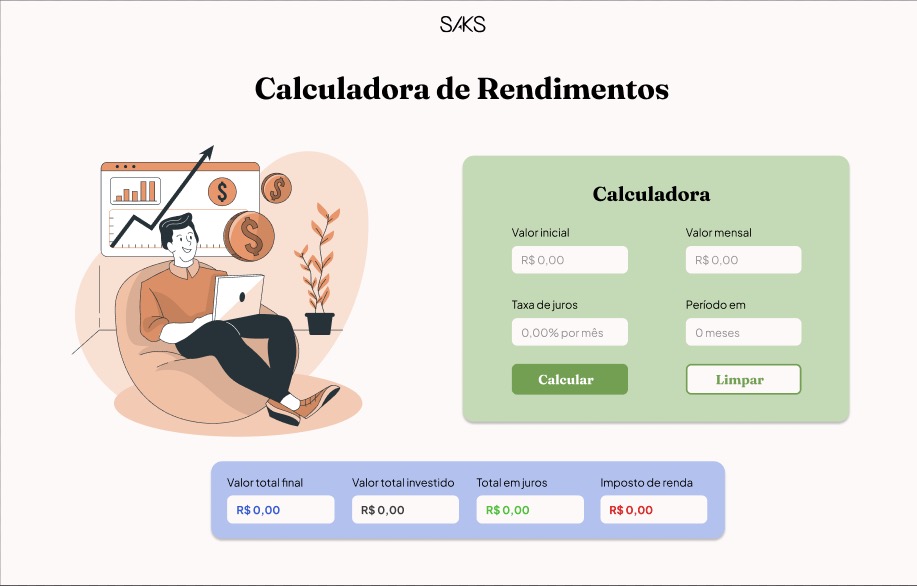 SAKS
Calculadora de Rendimentos
$
$
$
Calculadora
Valor inicial
Valor mensal
R$ 0,00
R$ 0,00
Taxa de juros
Período em
0,00% por mês
0 meses
Calcular
Limpar
Valor total final
Valor total investido
Total em juros
Imposto de renda
R$ 0,00
R$ 0,00
R$ 0,00
R$ 0,00